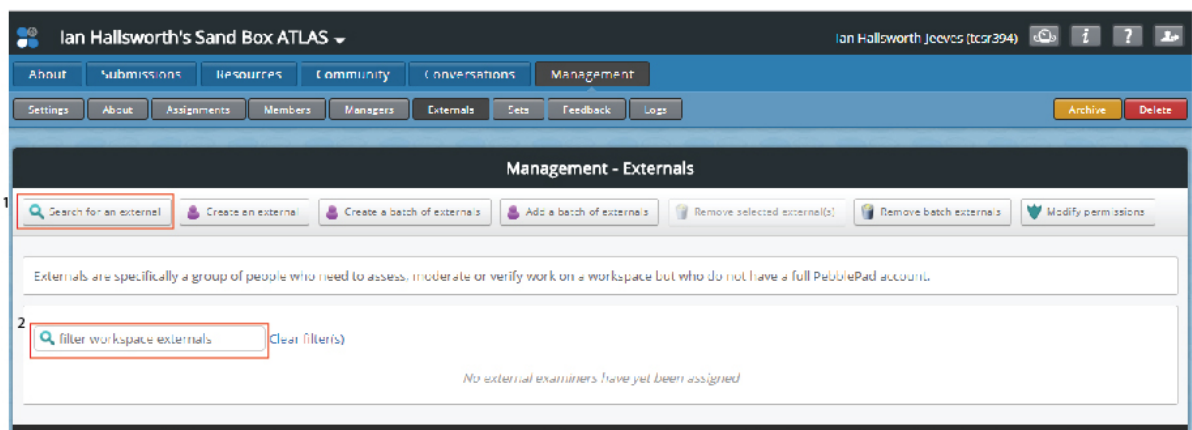 Ian Hallsworth's Sand Box ATLAS
Ian Hallsworth Jeeves (tcsr394) i ?
About Submissions Resources Community Conversations Management
Settings About Assignments Members Managers Externals Sets Feedback Logs Archive Delete
Management - Externals
1 Search for an external Create an external Create a batch of externals Add a batch of externals Remove selected external(s) Remove batch externals Modify permissions
Externals are specifically a group of people who need to assess, moderate or verify work on a workspace but who do not have a full PebblePad account.
2 filter workspace externals Clear filter(s)
No external examiners have yet been assigned